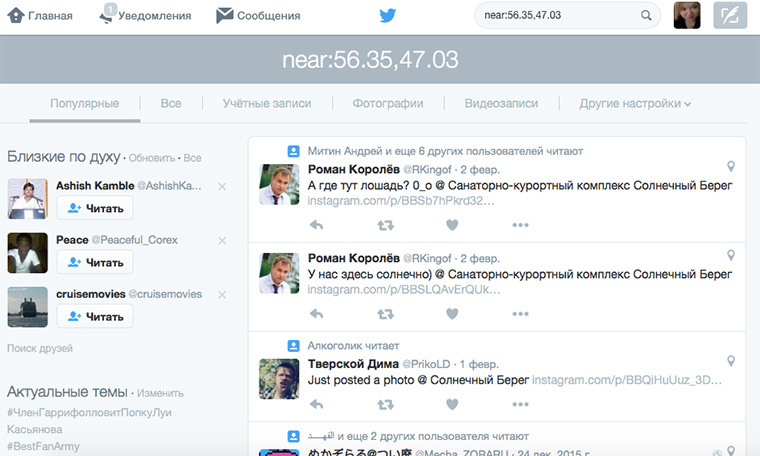 Главная
1
Уведомления
Сообщения
near:56.35,47.03
near:56.35,47.03
Популярные
Все
Учётные записи
Фотографии
Видеозаписи
Другие настройки
Близкие по духу · Обновить · Все
Ashish Kamble @AshishKa...
Читать
Peace @Peaceful_Corex
Читать
cruisemovies @cruisemovies
Читать
Поиск друзей
Актуальные темы · Изменить
#ЧленГаррифолловитПопкуЛуи
Касьянова
#BestFanArmy
Митин Андрей и еще 6 других пользователей читают
Роман Королёв @RKingof · 2 февр.
А где тут лошадь? 0_o @ Санаторно-курортный комплекс Солнечный Берег
instagram.com/p/BBSb7hPkrd32...
Роман Королёв @RKingof · 2 февр.
У нас здесь солнечно) @ Санаторно-курортный комплекс Солнечный Берег
instagram.com/p/BBSLQAvErQUk...
Алкоголик читает
Тверской Дима @PrikoLD · 1 февр.
Just posted a photo @ Солнечный Берег instagram.com/p/BBQiHuUuz_3D...
и еще 2 других пользователя читают
@Mecha_ZORARU · 24 дек. 2015 г.